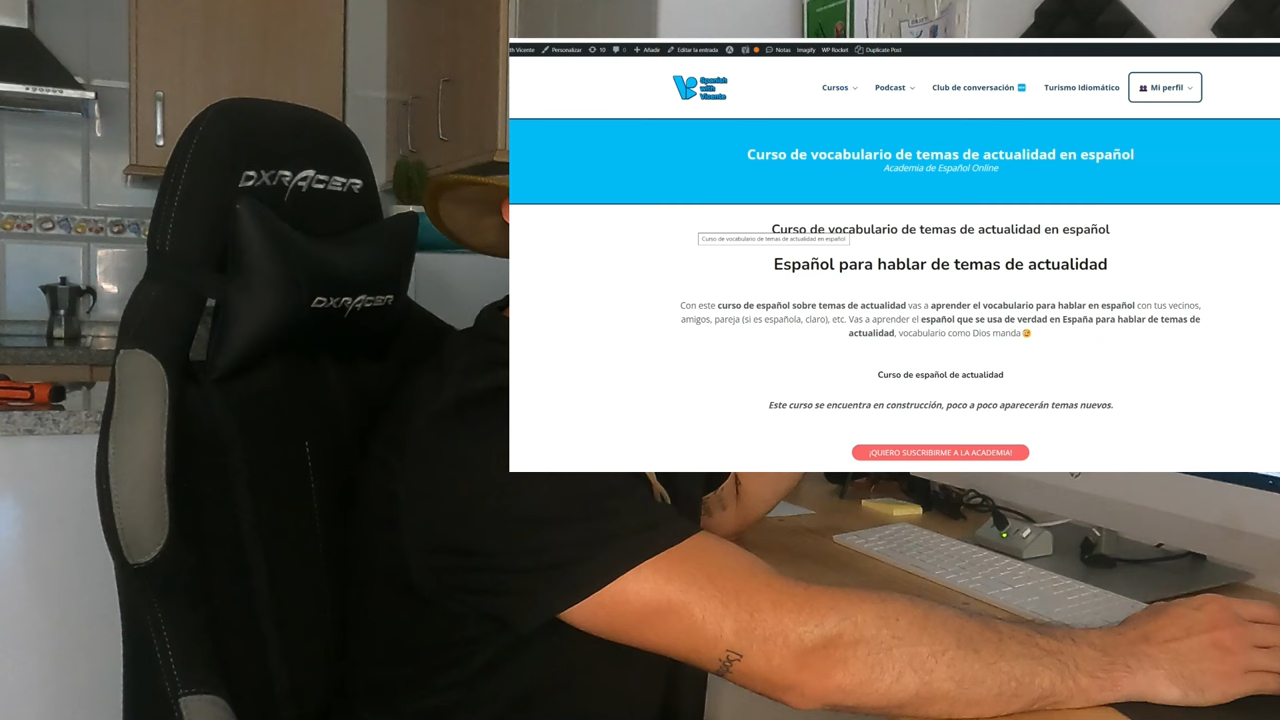 th Vicente Personalizar 10 0 Añadir Editar la entrada Notas Imagify WP Rocket Duplicate Post
Spanish
with
Vicente
Cursos Podcast Club de conversación Turismo Idiomático Mi perfil
Curso de vocabulario de temas de actualidad en español
Academia de Español Online
Curso de vocabulario de temas de actualidad en español
Curso de vocabulario de temas de actualidad en español
Español para hablar de temas de actualidad
Con este curso de español sobre temas de actualidad vas a aprender el vocabulario para hablar en español con tus vecinos,
amigos, pareja (si es española, claro), etc. Vas a aprender el español que se usa de verdad en España para hablar de temas de
actualidad, vocabulario como Dios manda
Curso de español de actualidad
Este curso se encuentra en construcción, poco a poco aparecerán temas nuevos.
¡QUIERO SUSCRIBIRME A LA ACADEMIA!
DXRACER
DXRACER